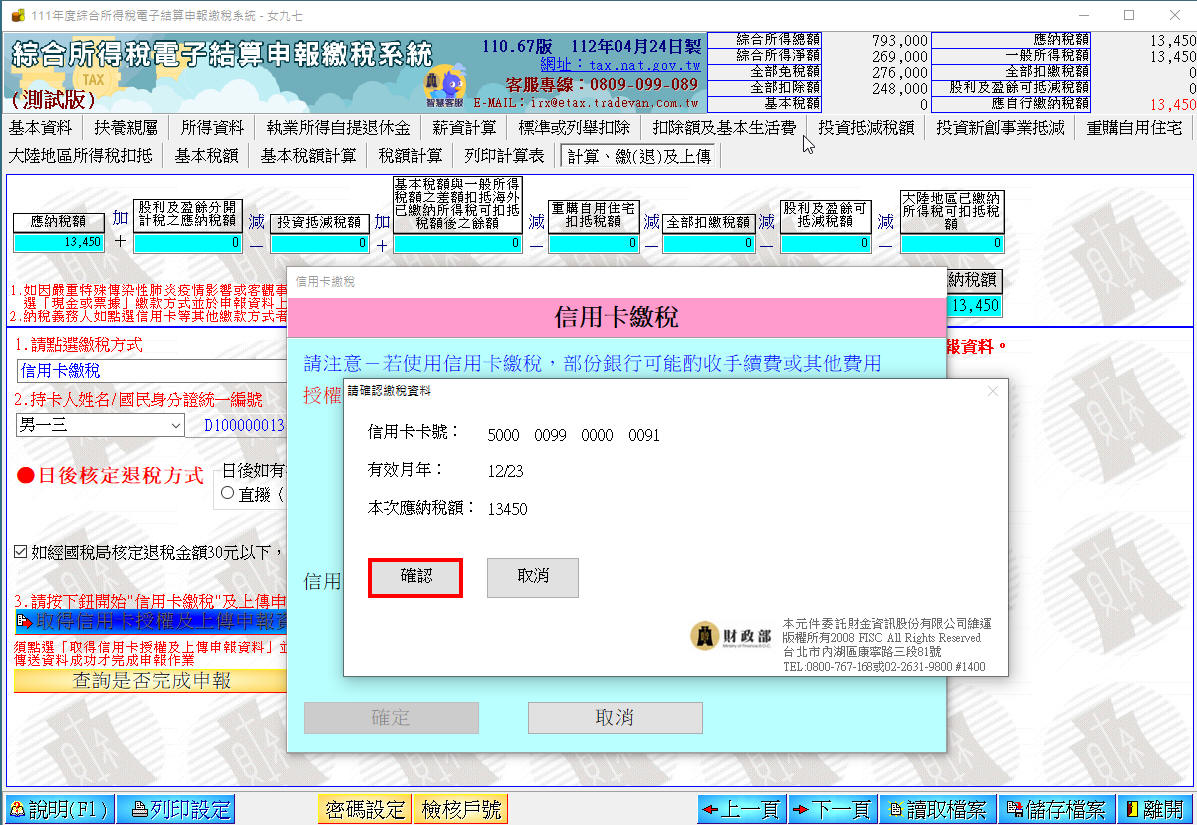 111年度綜合所得稅電子結算申報繳稅系統 - 女九七
綜合所得稅電子結算申報繳稅系統
TAX
(測試版)
110.67版 112年04月24日製
網址：tax.nat.gov.tw
客服專線：0809-099-089
E-MAIL：irx@etax.tradevan.com.tw
智慧客服
綜合所得總額 793,000 應納稅額 13,450
綜合所得淨額 269,000 一般所得稅額 13,450
全部免稅額 276,000 全部扣繳稅額 0
全部扣除額 248,000 股利及盈餘可抵減稅額 0
基本稅額 0 應自行繳納稅額 13,450
基本資料 扶養親屬 所得資料 執業所得自提退休金 薪資計算 標準或列舉扣除 扣除額及基本生活費 投資抵減稅額 投資新創事業抵減 重購自用住宅
大陸地區所得稅扣抵 基本稅額 基本稅額計算 稅額計算 列印計算表 計算、繳(退)及上傳
應納稅額
13,450
加
＋
股利及盈餘分開
計稅之應納稅額
0
減
－
投資抵減稅額
0
加
＋
基本稅額與一般所得
稅額之差額扣抵海外
已繳納所得稅可扣抵
稅額後之餘額
0
減
－
重購自用住宅
扣抵稅額
0
減
－
全部扣繳稅額
0
減
－
股利及盈餘可
抵減稅額
0
減
－
大陸地區已繳納
所得稅可扣抵稅
額
0
納稅額
13,450
1.如因嚴重特殊傳染性肺炎疫情影響或客觀事
選「現金或票據」繳款方式並於申報資料上
2.納稅義務人如點選信用卡等其他繳款方式者
報資料。
1.請點選繳稅方式
信用卡繳稅
2.持卡人姓名/國民身分證統一編號
男一三 D100000013
●日後核定退稅方式
日後如有
直撥（
如經國稅局核定退稅金額30元以下，
3.請按下鈕開始"信用卡繳稅"及上傳申
取得信用卡授權及上傳申報資
須點選「取得信用卡授權及上傳申報資料」並
傳送資料成功才完成申報作業
查詢是否完成申報
信用卡繳稅
信用卡繳稅
請注意－若使用信用卡繳稅，部份銀行可能酌收手續費或其他費用
授權
信用
確定 取消
請確認繳稅資料
信用卡卡號： 5000 0099 0000 0091
有效月年： 12/23
本次應納稅額： 13450
確認 取消
財政部
Ministry of Finance,R.O.C.
本元件委託財金資訊股份有限公司維運
版權所有2008 FISC All Rights Reserved
台北市內湖區康寧路三段81號
TEL:0800-767-168或02-2631-9800 #1400
說明(F1) 列印設定 密碼設定 檢核戶號 上一頁 下一頁 讀取檔案 儲存檔案 離開